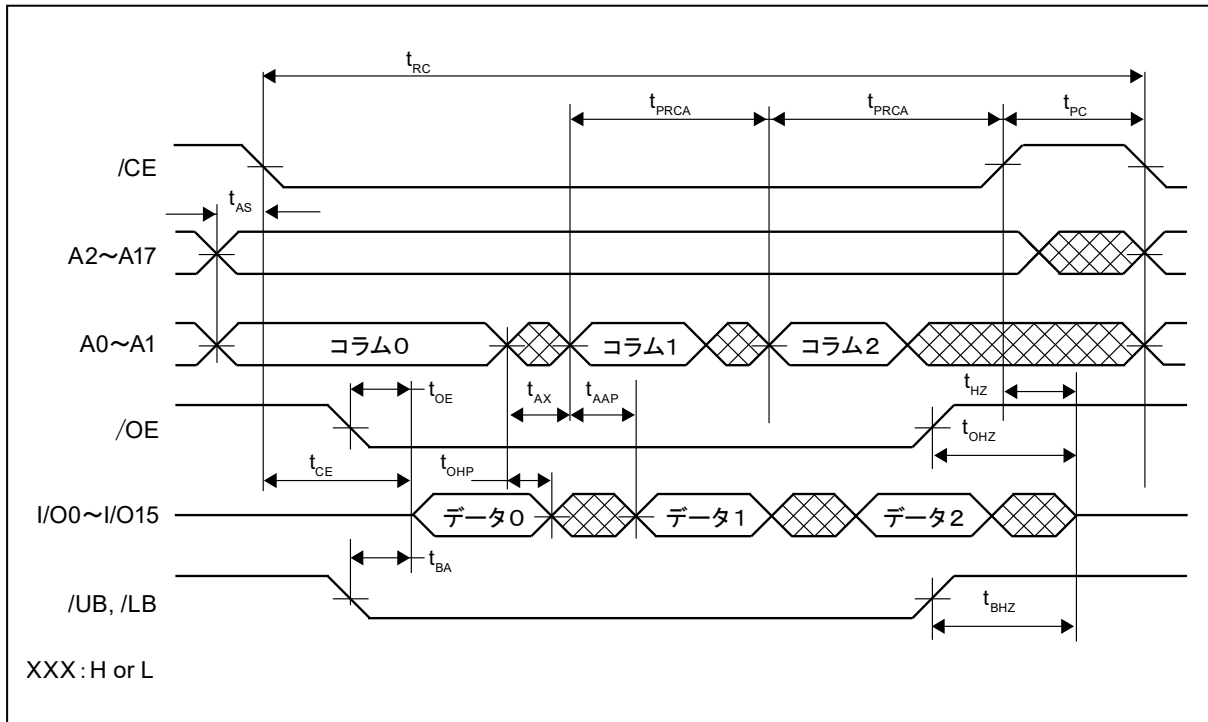 tRC
tPRCA
tPRCA
tPC
/CE
tAS
A2～A17
A0～A1
コラム0
コラム1
コラム2
tOE
tAX
tAAP
tHZ
/OE
tOHZ
tCE
tOHP
I/O0～I/O15
データ0
データ1
データ2
tBA
/UB, /LB
tBHZ
XXX：H or L